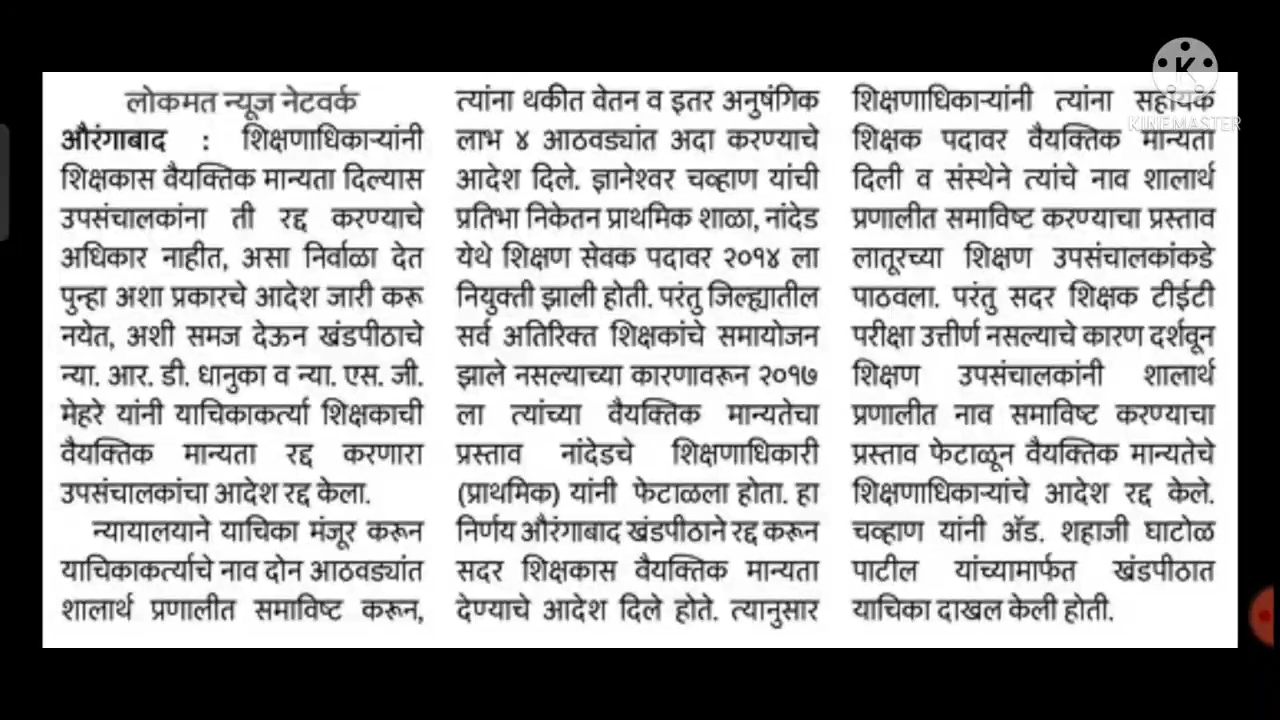 लोकमत न्यूज नेटवर्क
औरंगाबाद : शिक्षणाधिकाऱ्यांनी
शिक्षकास वैयक्तिक मान्यता दिल्यास
उपसंचालकांना ती रद्द करण्याचे
अधिकार नाहीत, असा निर्वाळा देत
पुन्हा अशा प्रकारचे आदेश जारी करू
नयेत, अशी समज देऊन खंडपीठाचे
न्या. आर. डी. धानुका व न्या. एस. जी.
मेहरे यांनी याचिकाकर्त्या शिक्षकाची
वैयक्तिक मान्यता रद्द करणारा
उपसंचालकांचा आदेश रद्द केला.
न्यायालयाने याचिका मंजूर करून
याचिकाकर्त्याचे नाव दोन आठवड्यांत
शालार्थ प्रणालीत समाविष्ट करून,
त्यांना थकीत वेतन व इतर अनुषंगिक
लाभ ४ आठवड्यांत अदा करण्याचे
आदेश दिले. ज्ञानेश्वर चव्हाण यांची
प्रतिभा निकेतन प्राथमिक शाळा, नांदेड
येथे शिक्षण सेवक पदावर २०१४ ला
नियुक्ती झाली होती. परंतु जिल्ह्यातील
सर्व अतिरिक्त शिक्षकांचे समायोजन
झाले नसल्याच्या कारणावरून २०१७
ला त्यांच्या वैयक्तिक मान्यतेचा
प्रस्ताव नांदेडचे शिक्षणाधिकारी
(प्राथमिक) यांनी फेटाळला होता. हा
निर्णय औरंगाबाद खंडपीठाने रद्द करून
सदर शिक्षकास वैयक्तिक मान्यता
देण्याचे आदेश दिले होते. त्यानुसार
शिक्षणाधिकाऱ्यांनी त्यांना सहायक
शिक्षक पदावर वैयक्तिक मान्यता
दिली व संस्थेने त्यांचे नाव शालार्थ
प्रणालीत समाविष्ट करण्याचा प्रस्ताव
लातूरच्या शिक्षण उपसंचालकांकडे
पाठवला. परंतु सदर शिक्षक टीईटी
परीक्षा उत्तीर्ण नसल्याचे कारण दर्शवून
शिक्षण उपसंचालकांनी शालार्थ
प्रणालीत नाव समाविष्ट करण्याचा
प्रस्ताव फेटाळून वैयक्तिक मान्यतेचे
शिक्षणाधिकाऱ्यांचे आदेश रद्द केले.
चव्हाण यांनी ॲड. शहाजी घाटोळ
पाटील यांच्यामार्फत खंडपीठात
याचिका दाखल केली होती.
K
KINEMASTER